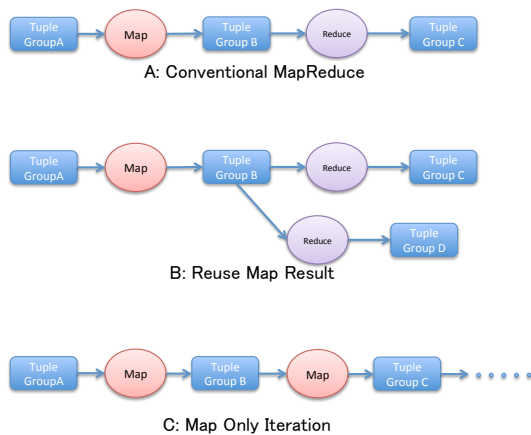 Tuple
GroupA
Map
Tuple
Group B
Reduce
Tuple
Group C
A: Conventional MapReduce
Tuple
GroupA
Map
Tuple
Group B
Reduce
Tuple
Group C
Reduce
Tuple
Group D
B: Reuse Map Result
Tuple
GroupA
Map
Tuple
Group B
Map
Tuple
Group C
C: Map Only Iteration